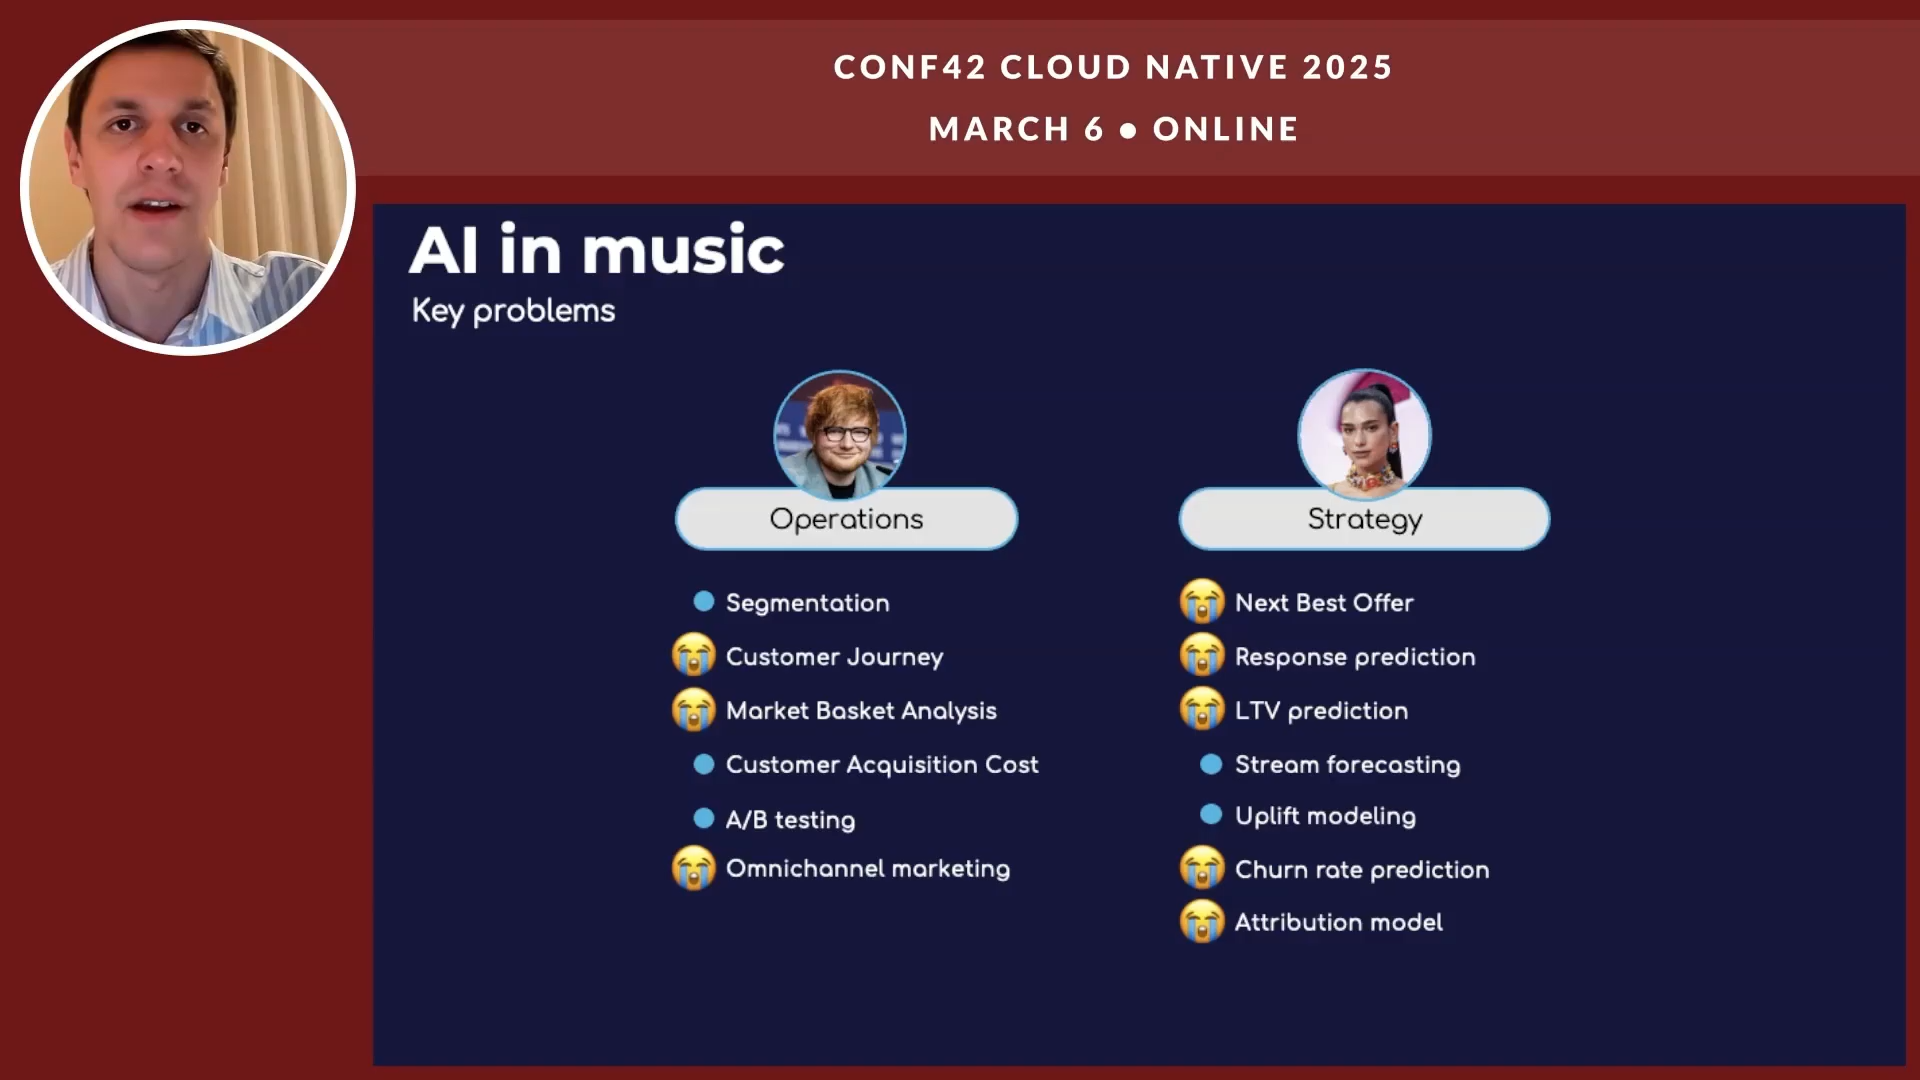 CONF42 CLOUD NATIVE 2025
MARCH 6 ● ONLINE
AI in music
Key problems
Operations
Segmentation
Customer Journey
Market Basket Analysis
Customer Acquisition Cost
A/B testing
Omnichannel marketing
Strategy
Next Best Offer
Response prediction
LTV prediction
Stream forecasting
Uplift modeling
Churn rate prediction
Attribution model